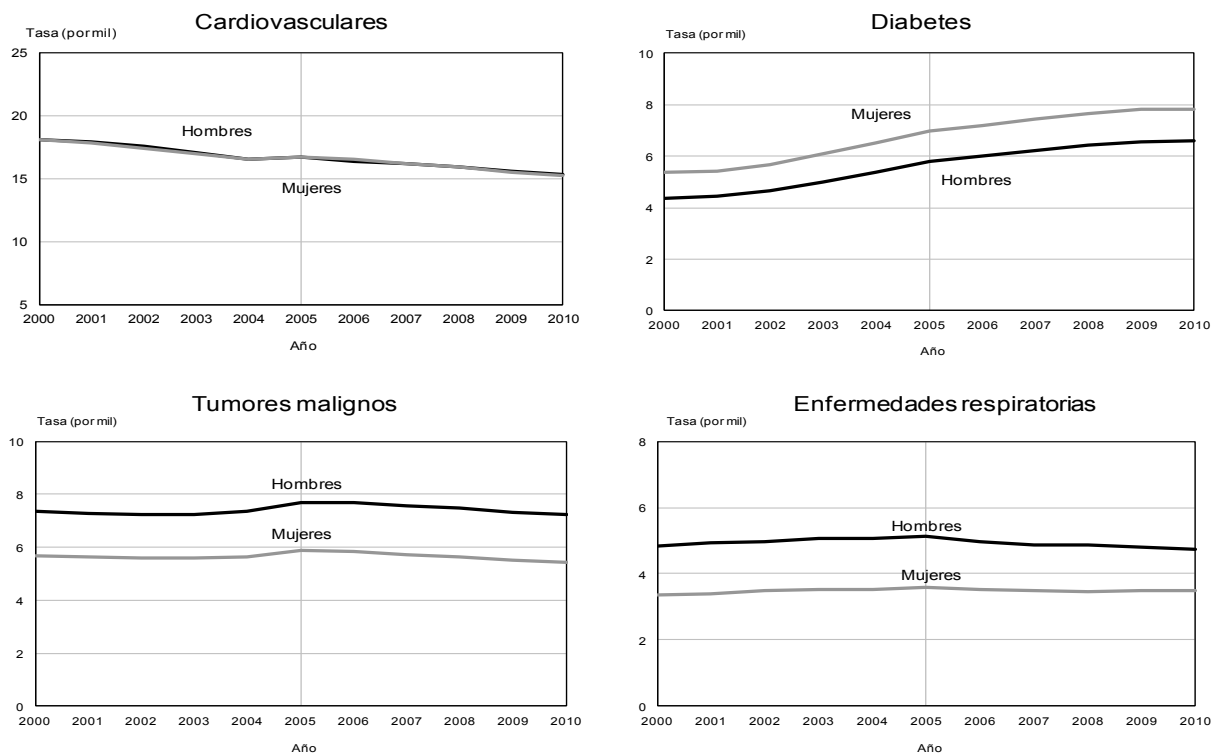 Cardiovasculares
Tasa (por mil)
25
20
15
10
5
Hombres
Mujeres
2000 2001 2002 2003 2004 2005 2006 2007 2008 2009 2010
Año
Diabetes
Tasa (por mil)
10
8
6
4
2
0
Mujeres
Hombres
2000 2001 2002 2003 2004 2005 2006 2007 2008 2009 2010
Año
Tumores malignos
Tasa (por mil)
10
8
6
4
2
0
Hombres
Mujeres
2000 2001 2002 2003 2004 2005 2006 2007 2008 2009 2010
Año
Enfermedades respiratorias
Tasa (por mil)
8
6
4
2
0
Hombres
Mujeres
2000 2001 2002 2003 2004 2005 2006 2007 2008 2009 2010
Año